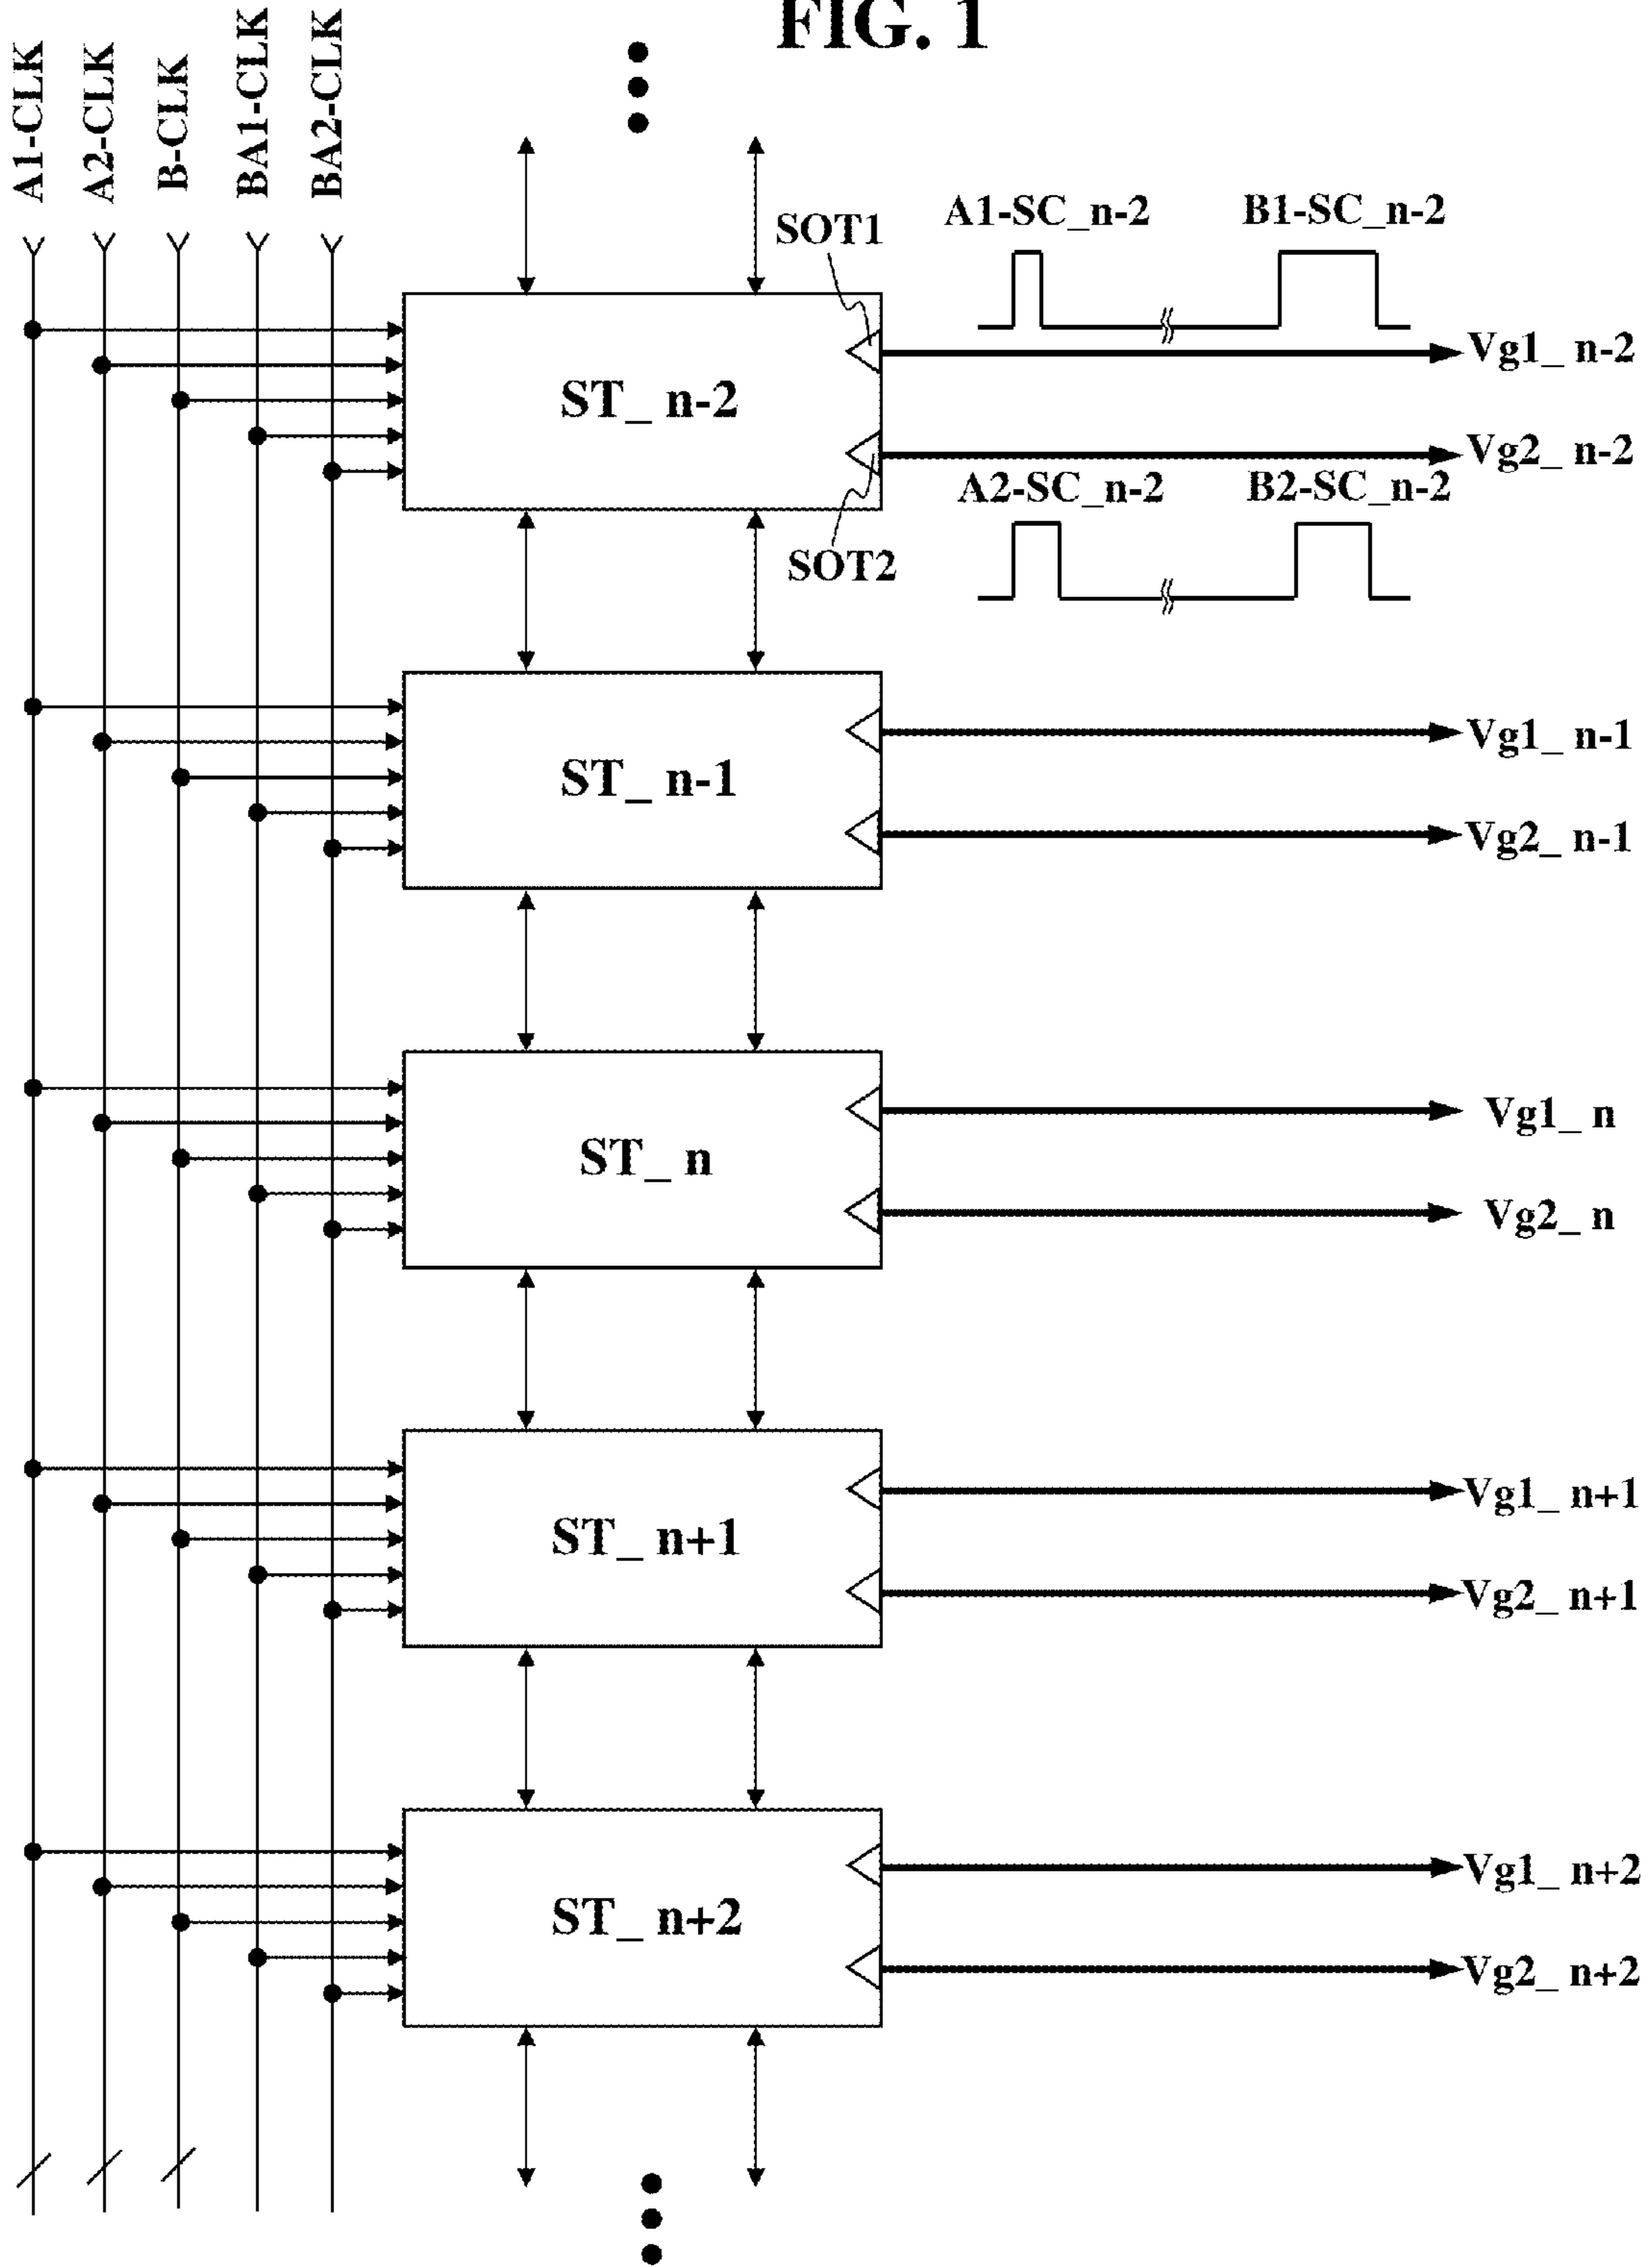 FIG. 1
A1-CLK
A2-CLK
B-CLK
BA1-CLK
BA2-CLK
SOT1
A1-SC_n-2
B1-SC_n-2
Vg1_ n-2
ST_ n-2
Vg2_ n-2
A2-SC_n-2
B2-SC_n-2
SOT2
Vg1_ n-1
ST_ n-1
Vg2_ n-1
Vg1_ n
ST_ n
Vg2_ n
Vg1_ n+1
ST_ n+1
Vg2_ n+1
Vg1_ n+2
ST_ n+2
Vg2_ n+2